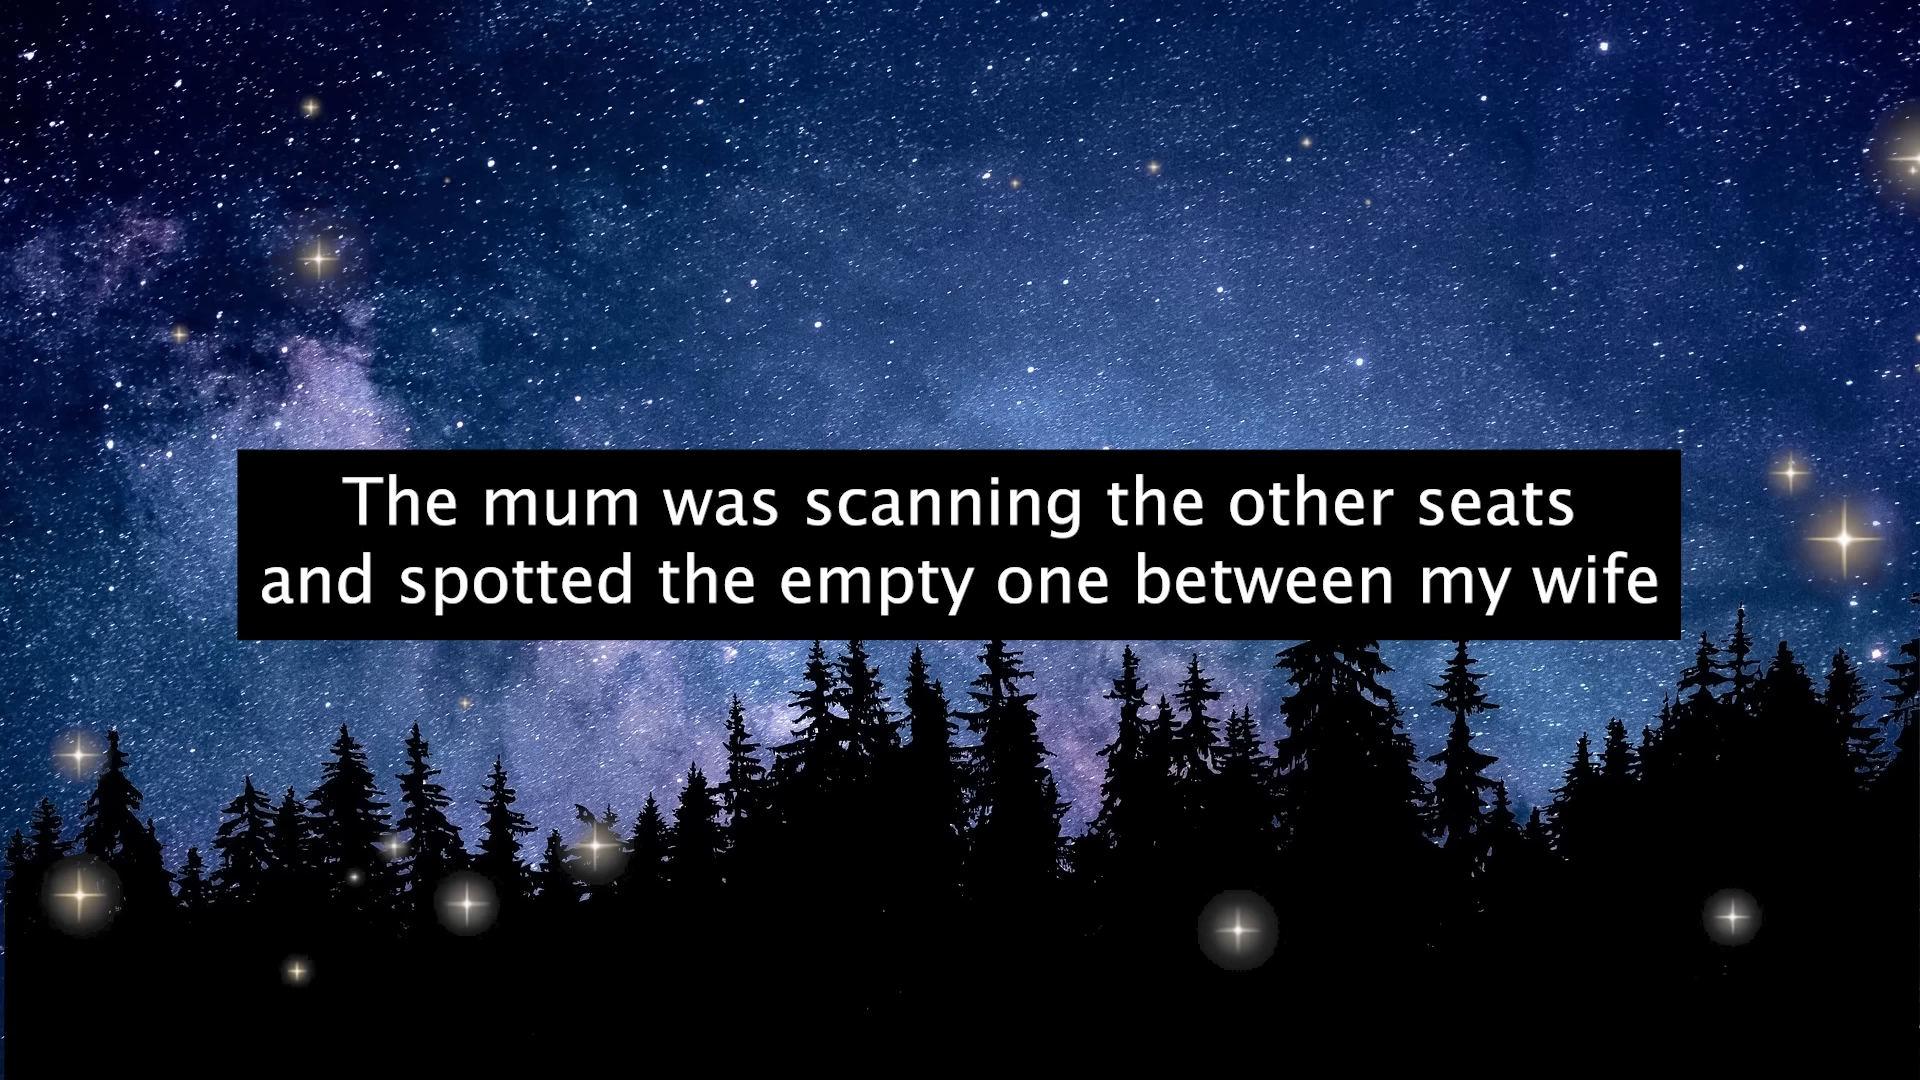 The mum was scanning the other seats
and spotted the empty one between my wife